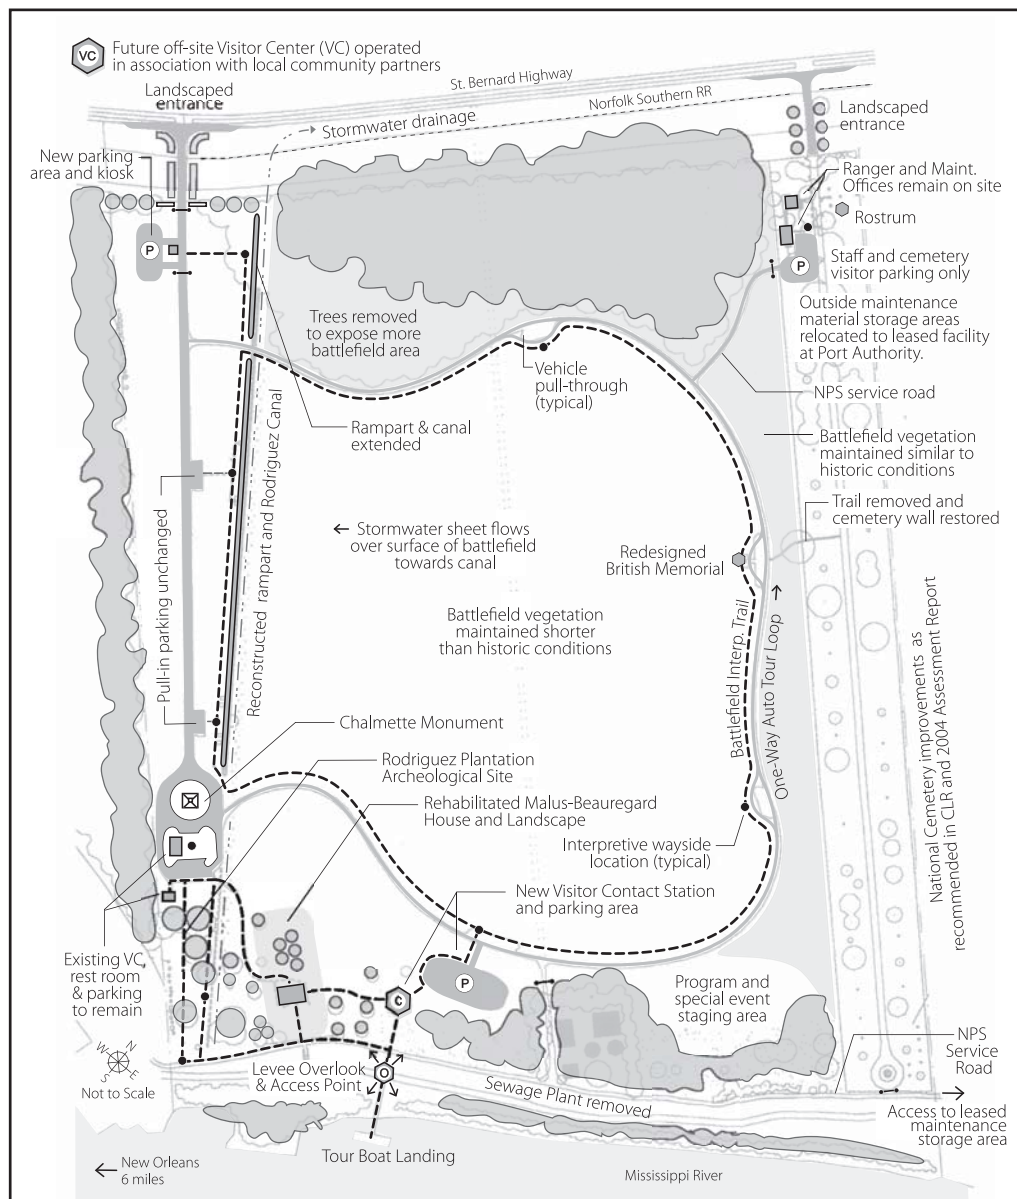 VC
Future off-site Visitor Center (VC) operated
in association with local community partners
St. Bernard Highway
Norfolk Southern RR
Landscaped
entrance
Stormwater drainage
Landscaped
entrance
New parking
area and kiosk
P
Ranger and Maint.
Offices remain on site
Rostrum
P
Staff and cemetery
visitor parking only
Outside maintenance
material storage areas
relocated to leased facility
at Port Authority.
Trees removed
to expose more
battlefield area
Vehicle
pull-through
(typical)
NPS service road
Rampart & canal
extended
Battlefield vegetation
maintained similar to
historic conditions
Pull-in parking unchanged
Reconstructed rampart and Rodriguez Canal
Stormwater sheet flows
over surface of battlefield
towards canal
Trail removed and
cemetery wall restored
Redesigned
British Memorial
Battlefield vegetation
maintained shorter
than historic conditions
Battlefield Interp. Trail
One-Way Auto Tour Loop
National Cemetery improvements as
recommended in CLR and 2004 Assessment Report
Chalmette Monument
Rodriguez Plantation
Archeological Site
Rehabilitated Malus-Beauregard
House and Landscape
Interpretive wayside
location (typical)
New Visitor Contact Station
and parking area
Existing VC,
rest room
& parking
to remain
P
C
Program and
special event
staging area
N
W
E
S
Not to Scale
Levee Overlook
& Access Point
O
Sewage Plant removed
NPS
Service
Road
Access to leased
maintenance
storage area
Tour Boat Landing
New Orleans
6 miles
Mississippi River